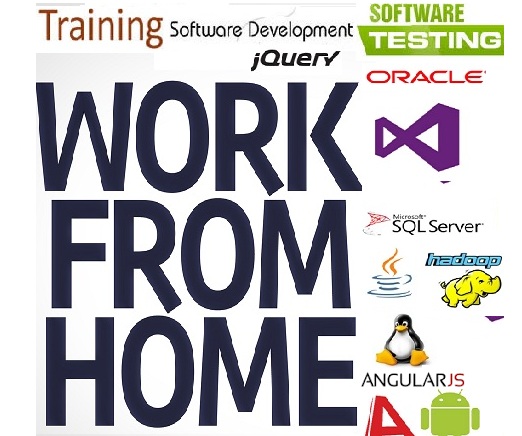 Training Software Development
jQuery
SOFTWARE
TESTING
ORACLE
WORK
FROM
HOME
Microsoft
SQL Server
hadoop
ANGULARJS